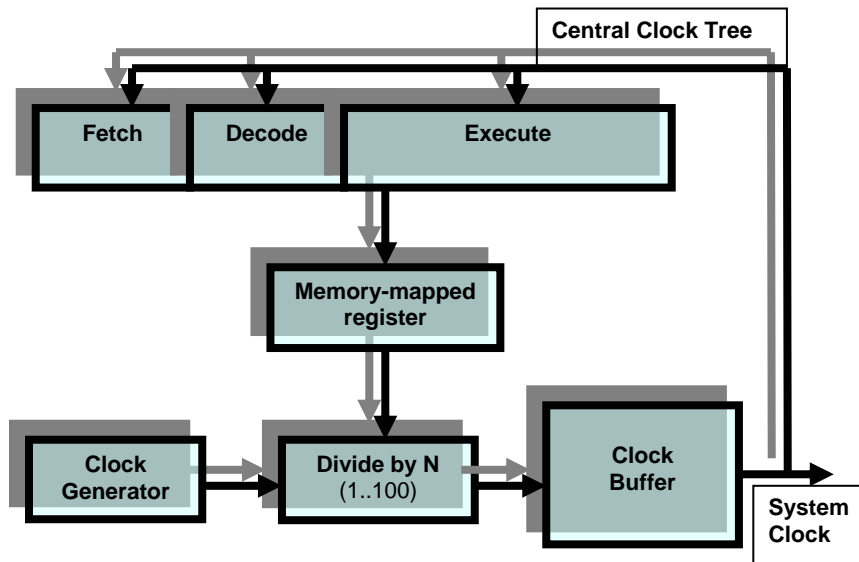 Central Clock Tree
Fetch
Decode
Execute
Memory-mapped
register
Clock
Generator
Divide by N
(1..100)
Clock
Buffer
System
Clock